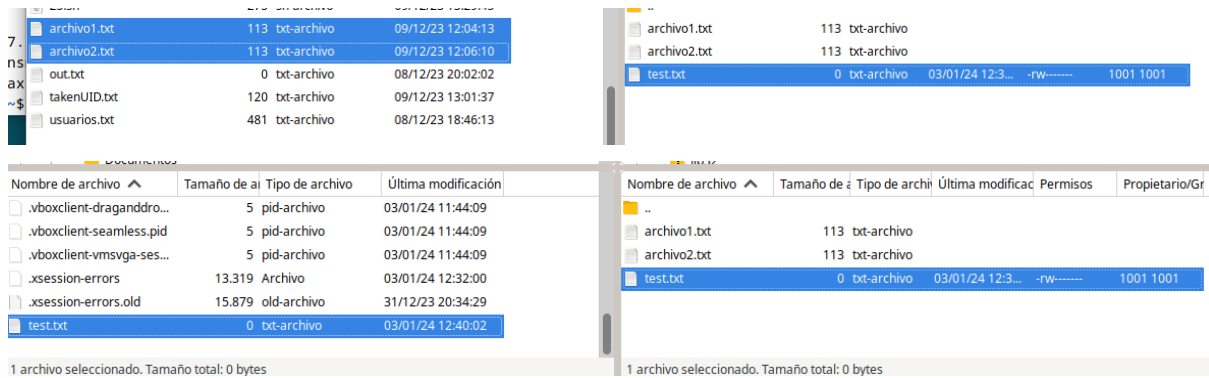 archivo1.txt 113 txt-archivo 09/12/23 12:04:13
archivo2.txt 113 txt-archivo 09/12/23 12:06:10
out.txt 0 txt-archivo 08/12/23 20:02:02
takenUID.txt 120 txt-archivo 09/12/23 13:01:37
usuarios.txt 481 txt-archivo 08/12/23 18:46:13
7.
ns
ax
~$
..
archivo1.txt 113 txt-archivo
archivo2.txt 113 txt-archivo
test.txt 0 txt-archivo 03/01/24 12:3... -rw------- 1001 1001
Nombre de archivo Tamaño de ar Tipo de archivo Última modificación
.vboxclient-draganddro... 5 pid-archivo 03/01/24 11:44:09
.vboxclient-seamless.pid 5 pid-archivo 03/01/24 11:44:09
.vboxclient-vmsvga-ses... 5 pid-archivo 03/01/24 11:44:09
.xsession-errors 13.319 Archivo 03/01/24 12:32:00
.xsession-errors.old 15.879 old-archivo 31/12/23 20:34:29
test.txt 0 txt-archivo 03/01/24 12:40:02
1 archivo seleccionado. Tamaño total: 0 bytes
Nombre de archivo Tamaño de a Tipo de archiv Última modificac Permisos Propietario/Gr
..
archivo1.txt 113 txt-archivo
archivo2.txt 113 txt-archivo
test.txt 0 txt-archivo 03/01/24 12:3... -rw------- 1001 1001
1 archivo seleccionado. Tamaño total: 0 bytes